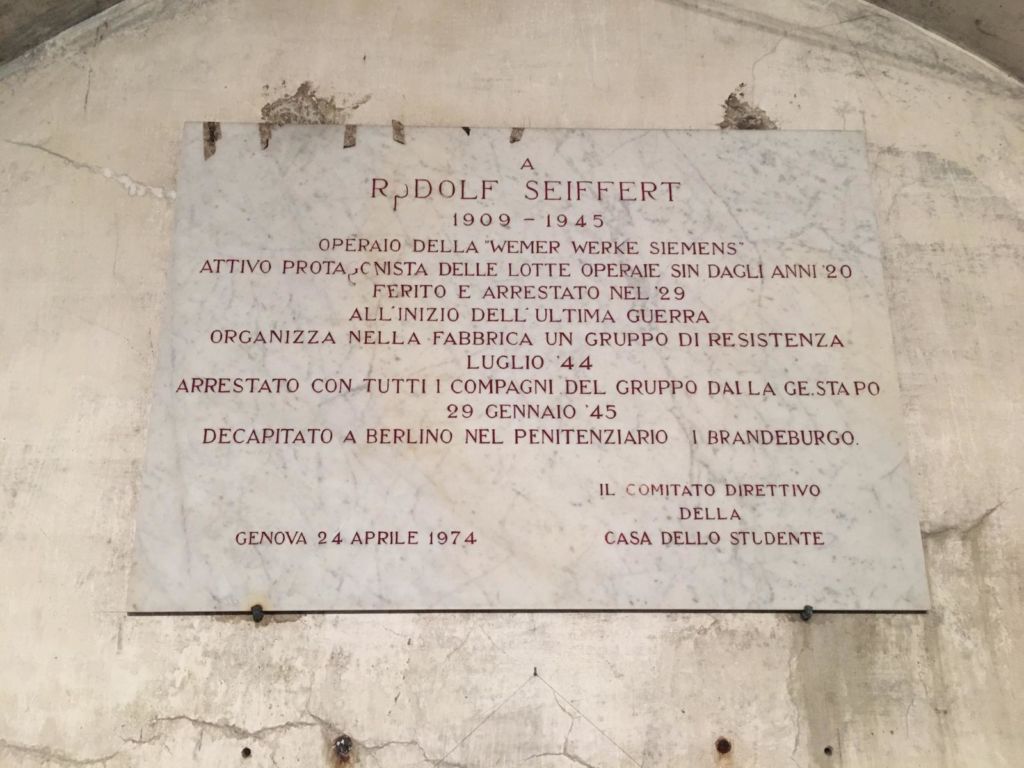 A
RUDOLF SEIFFERT
1909 - 1945
OPERAIO DELLA "WEMER WERKE SIEMENS"
ATTIVO PROTAGONISTA DELLE LOTTE OPERAIE SIN DAGLI ANNI '20
FERITO E ARRESTATO NEL '29
ALL'INIZIO DELL'ULTIMA GUERRA
ORGANIZZA NELLA FABBRICA UN GRUPPO DI RESISTENZA
LUGLIO '44
ARRESTATO CON TUTTI I COMPAGNI DEL GRUPPO DALLA GESTAPO
29 GENNAIO '45
DECAPITATO A BERLINO NEL PENITENZIARIO I BRANDEBURGO.
IL COMITATO DIRETTIVO
DELLA
CASA DELLO STUDENTE
GENOVA 24 APRILE 1974